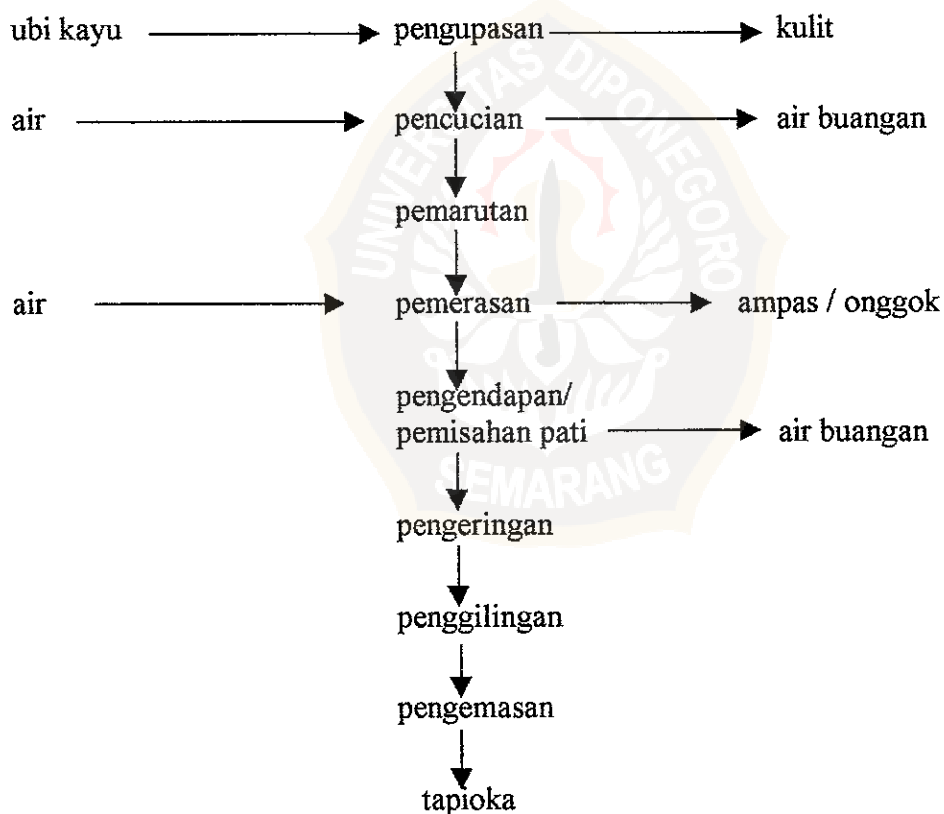 ubi kayu pengupasan kulit
air pencucian air buangan
pemarutan
air pemerasan ampas / onggok
pengendapan/
pemisahan pati air buangan
pengeringan
penggilingan
pengemasan
tapioka
UNIVERSITAS DIPONEGORO
SEMARANG